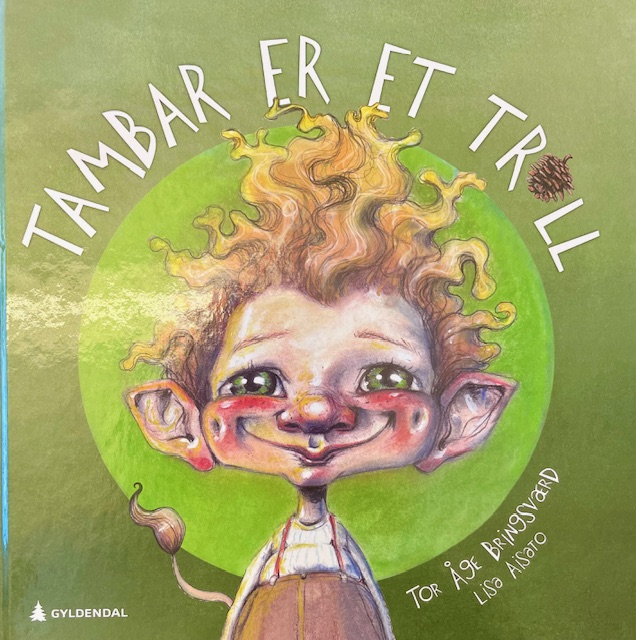 TAMBAR ER ET TROLL
TOR ÅGE BRINGSVÆRD
LISA AISATO
GYLDENDAL